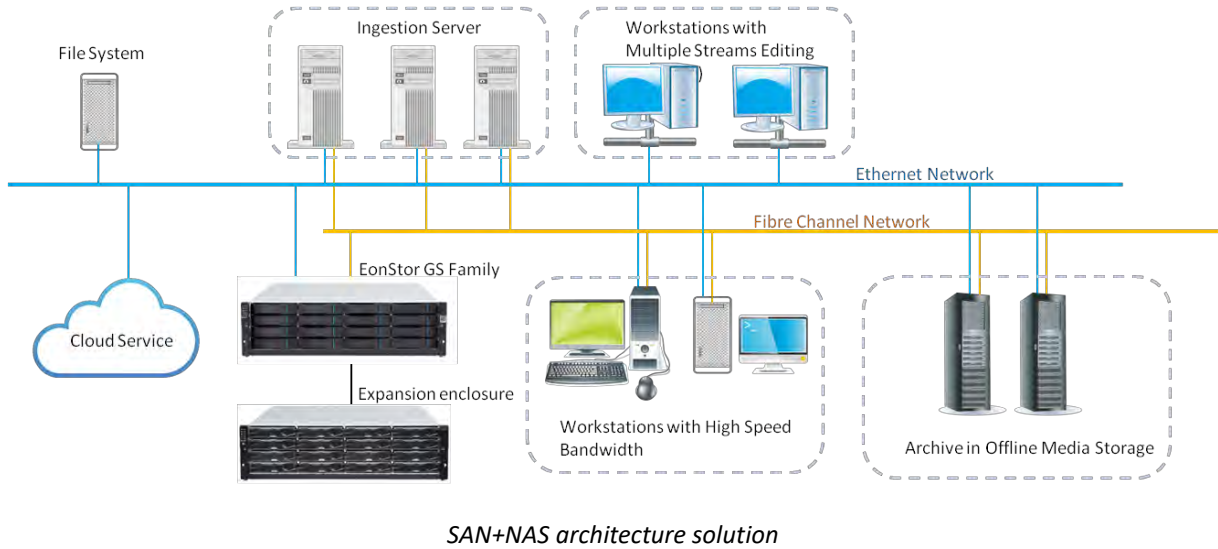 Ingestion Server
Workstations with
Multiple Streams Editing
File System
Ethernet Network
Fibre Channel Network
EonStor GS Family
Cloud Service
Expansion enclosure
Workstations with High Speed
Bandwidth
Archive in Offline Media Storage
SAN+NAS architecture solution